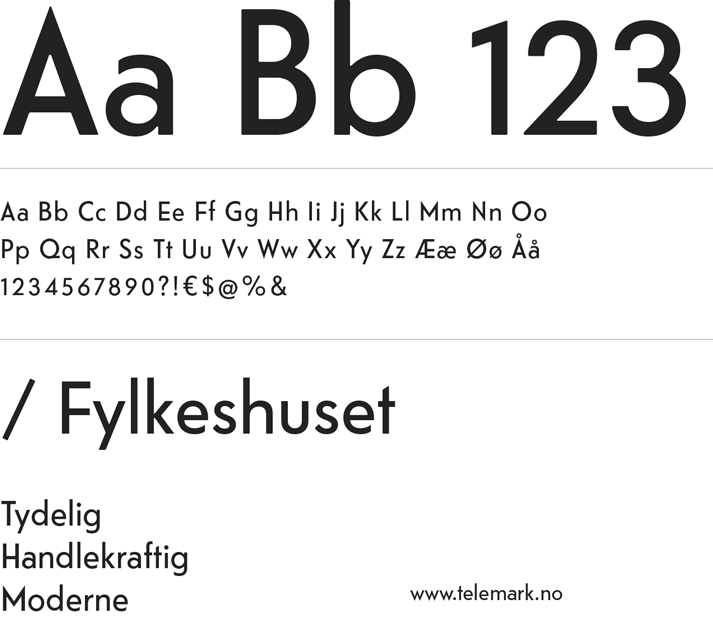 Aa Bb 123
Aa Bb Cc Dd Ee Ff Gg Hh Ii Jj Kk Ll Mm Nn Oo
Pp Qq Rr Ss Tt Uu Vv Ww Xx Yy Zz Ææ Øø Åå
1234567890?!€$@%&
/ Fylkeshuset
Tydelig
Handlekraftig
Moderne
www.telemark.no